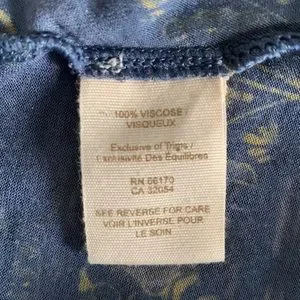 100% VISCOSE/
VISQUEUX
Exclusive of Trims/
Exclusivité Des Equilibres
RN 66170
CA 32054
SEE REVERSE FOR CARE
VOIR L'INVERSE POUR
LE SOIN